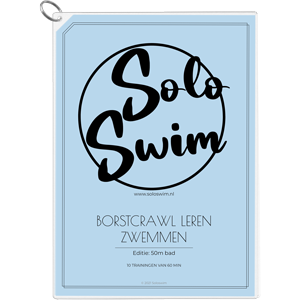 Solo
Swim
www.soloswim.nl
BORSTCRAWL LEREN
ZWEMMEN
Editie: 50m bad
10 TRAININGEN VAN 60 MIN